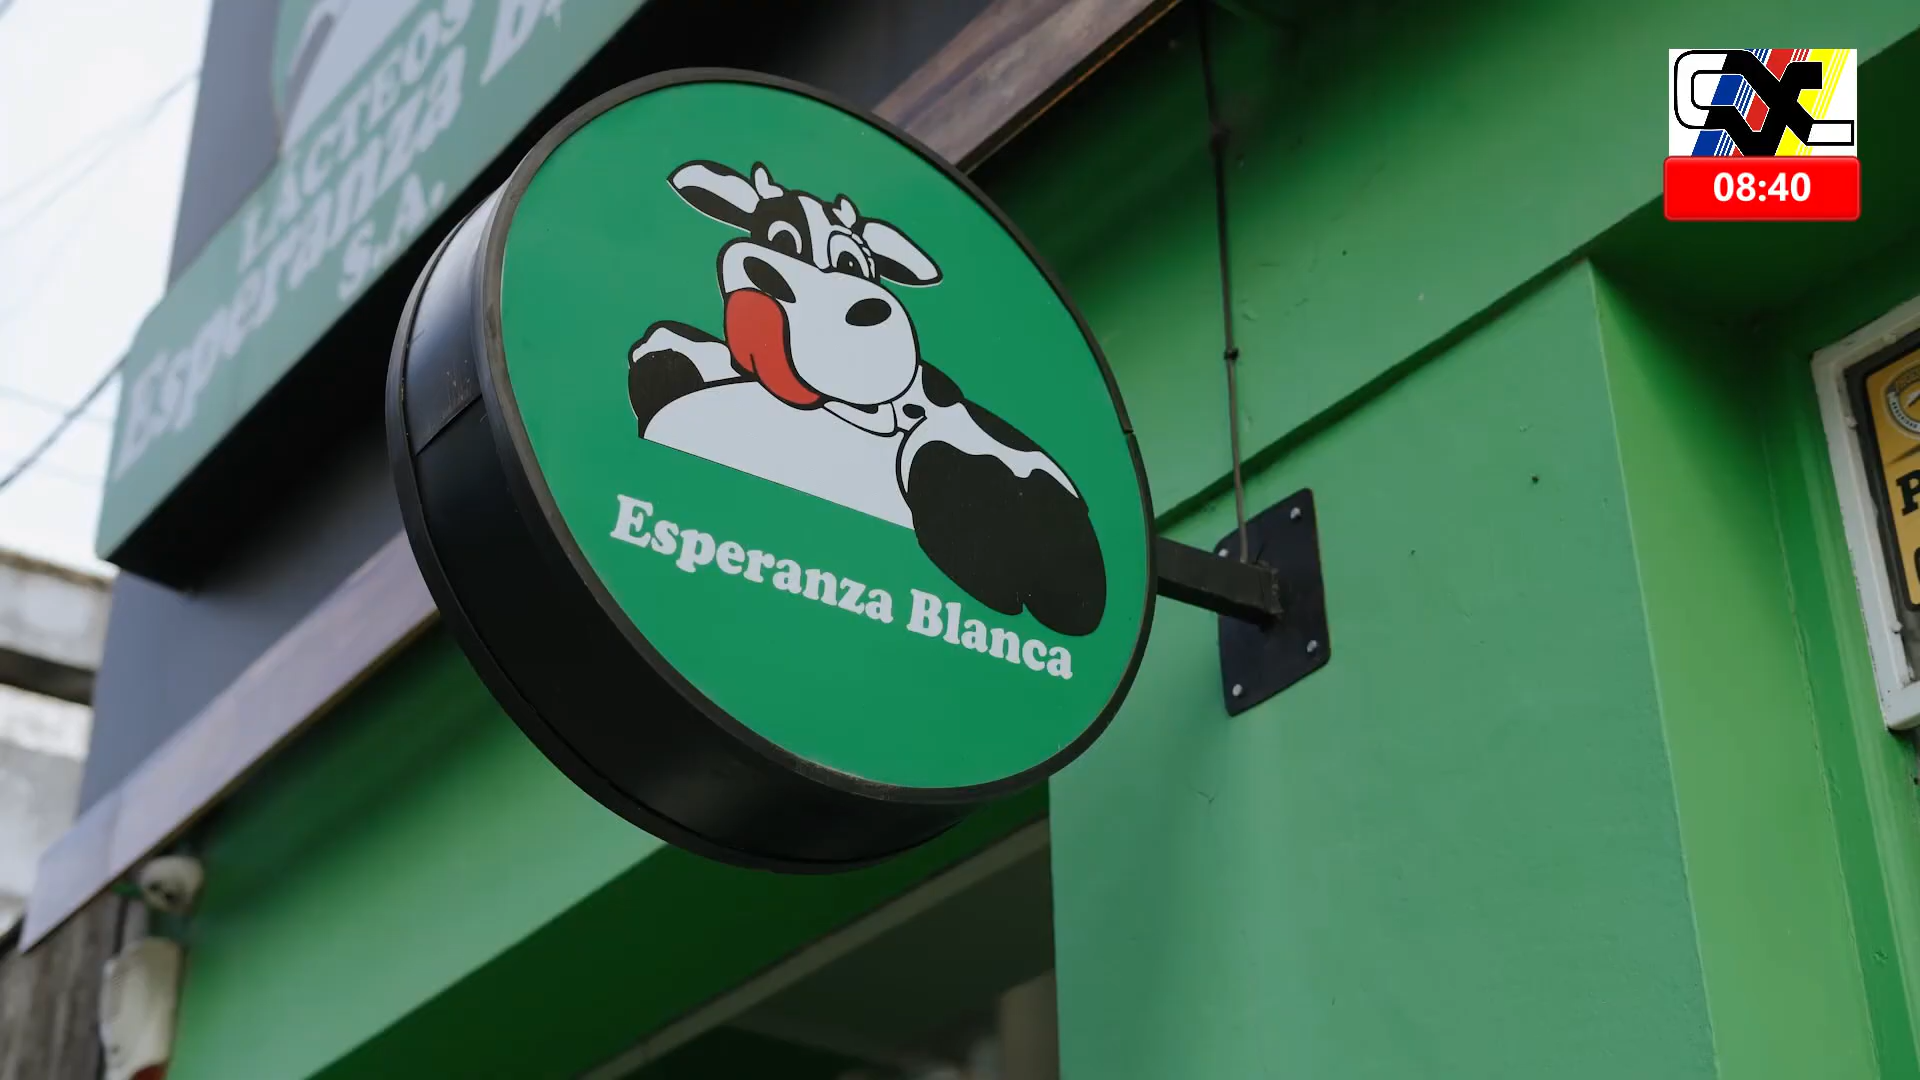 LÁCTEOS
Esperanza
S.A.
Esperanza Blanca
08:40